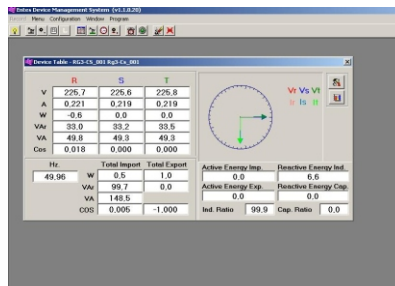 Entes Device Management System (v1.1.0.20)
Menu Configuration Window Program
Device Table - RG3-CS_001 Rg3-Cs_001
R S T
V 225,7 225,6 225,8
A 0,221 0,219 0,219
W -0,6 0,0 0,0
VAr 33,0 33,2 33,5
VA 49,8 49,3 49,3
Cos 0,018 0,000 0,000
Vr Vs Vt
Ir Is It
Hz. Total Import Total Export
49,96 W 0,5 1,0
VAr 99,7 0,0
VA 148,5
COS 0,005 -1,000
Active Energy Imp. Reactive Energy Ind.
0,0 6,6
Active Energy Exp. Reactive Energy Cap.
0,0 0,0
Ind. Ratio 99,9 Cap. Ratio 0,0